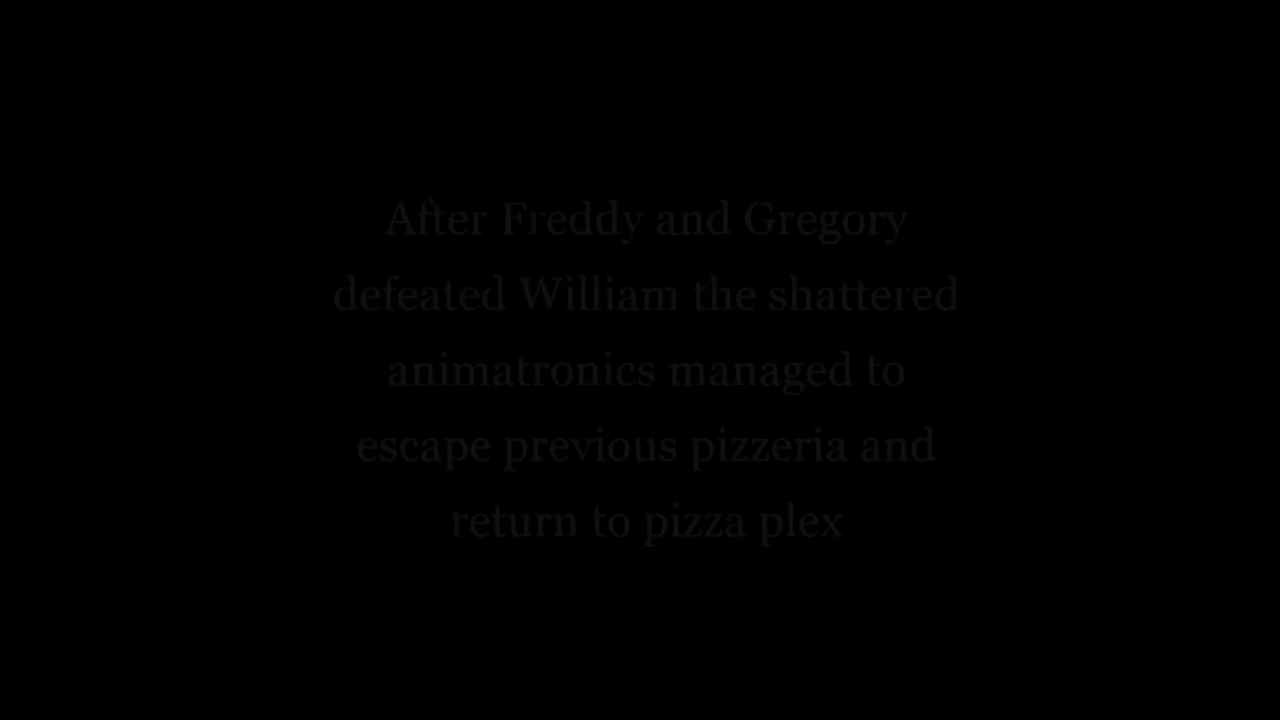 After Freddy and Gregory
defeated William the shattered
animatronics managed to
escape previous pizzeria and
return to pizza plex